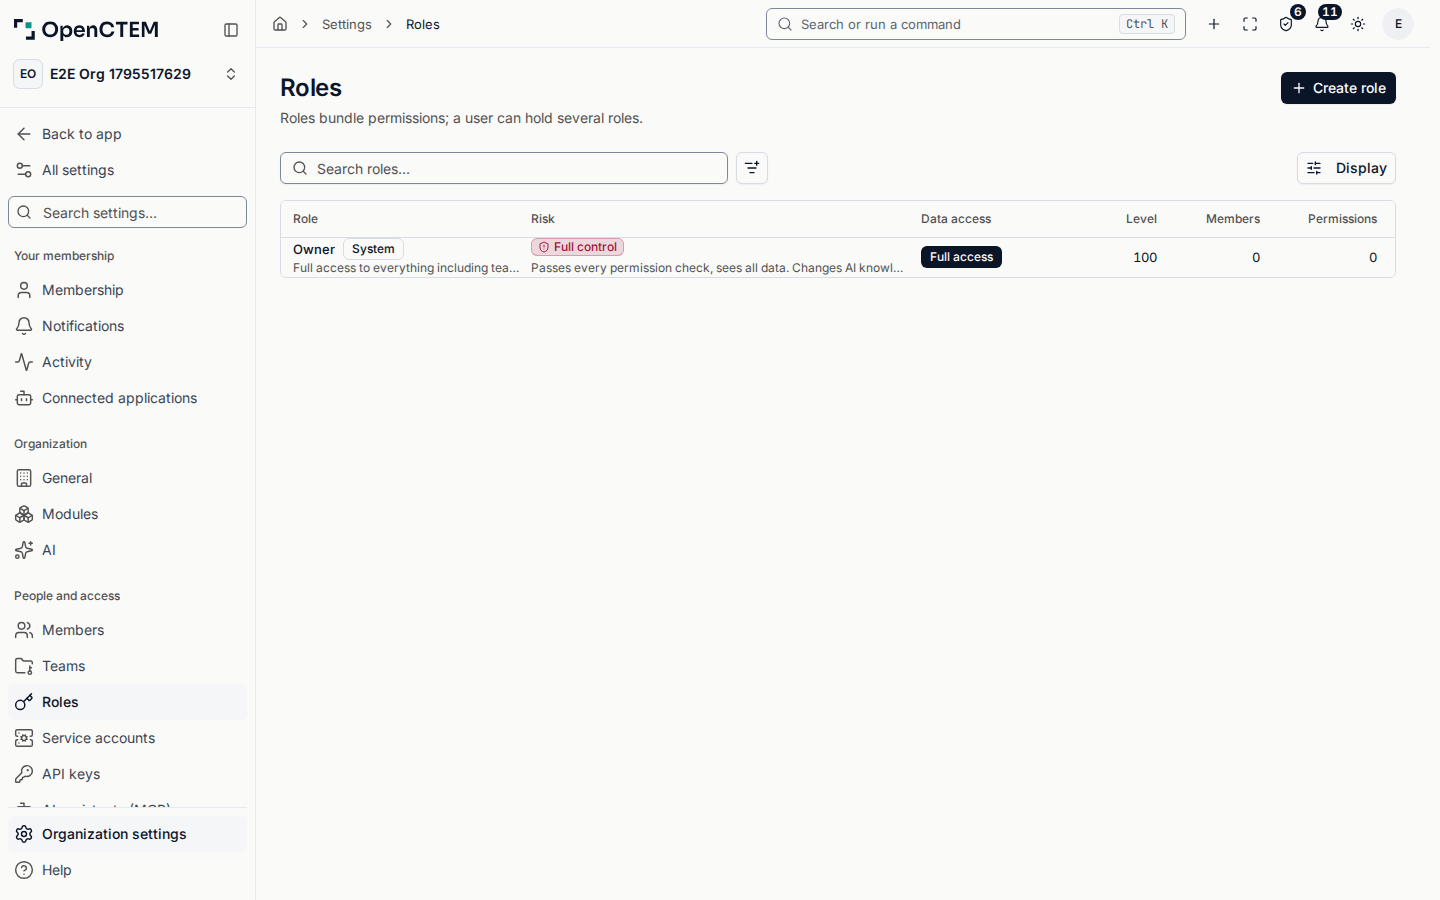 OpenCTEM
EO E2E Org 1795517629
Back to app
All settings
Search settings...
Your membership
Membership
Notifications
Activity
Connected applications
Organization
General
Modules
AI
People and access
Members
Teams
Roles
Service accounts
API keys
Organization settings
Help
Settings Roles
Search or run a command Ctrl K
6 11 E
Roles
Create role
Roles bundle permissions; a user can hold several roles.
Search roles...
Display
Role Risk Data access Level Members Permissions
Owner System Full control Full access 100 0 0
Full access to everything including tea... Passes every permission check, sees all data. Changes AI knowl...